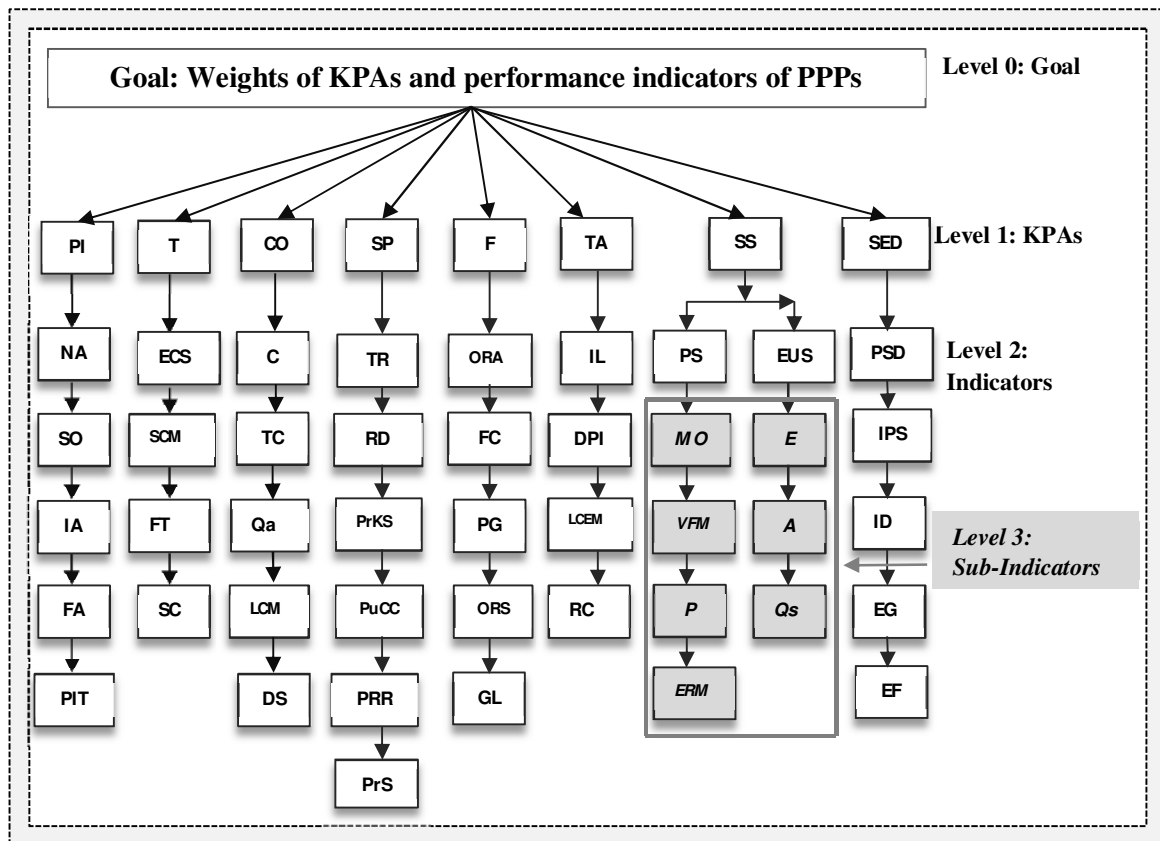 Goal: Weights of KPAs and performance indicators of PPPs
Level 0: Goal
PI
T
CO
SP
F
TA
SS
SED
Level 1: KPAs
NA
ECS
C
TR
ORA
IL
PS
EUS
PSD
Level 2:
Indicators
SO
SCM
TC
RD
FC
DPI
MO
E
IPS
IA
FT
Qa
PrKS
PG
LCEM
VFM
A
ID
Level 3:
Sub-Indicators
FA
SC
LCM
PuCC
ORS
RC
P
Qs
EG
PIT
DS
PRR
GL
ERM
EF
PrS